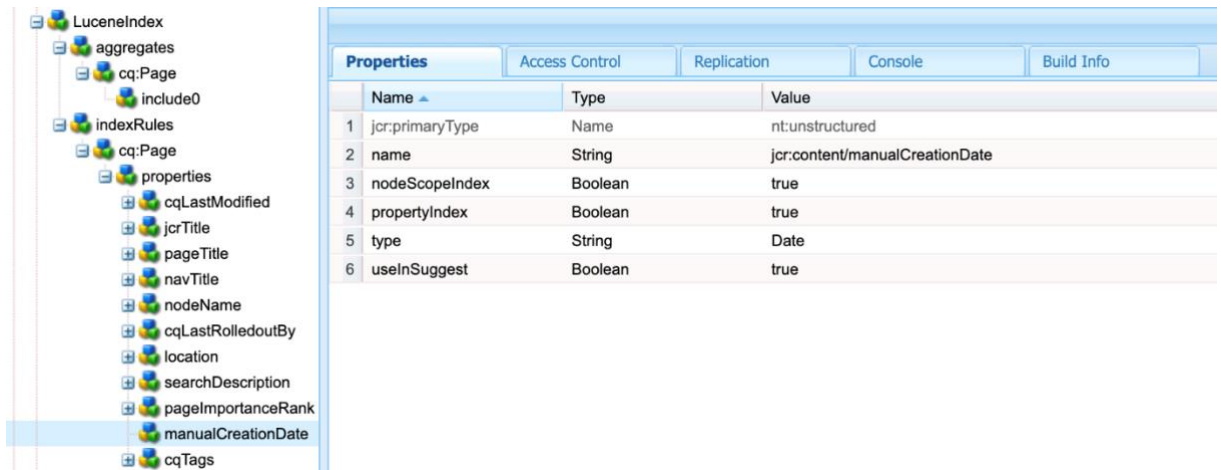 LuceneIndex
aggregates
cq:Page
include0
indexRules
cq:Page
properties
cqLastModified
jcrTitle
pageTitle
navTitle
nodeName
cqLastRolledoutBy
location
searchDescription
pageImportanceRank
manualCreationDate
cqTags
Properties Access Control Replication Console Build Info
Name Type Value
1 jcr:primaryType Name nt:unstructured
2 name String jcr:content/manualCreationDate
3 nodeScopeIndex Boolean true
4 propertyIndex Boolean true
5 type String Date
6 useInSuggest Boolean true